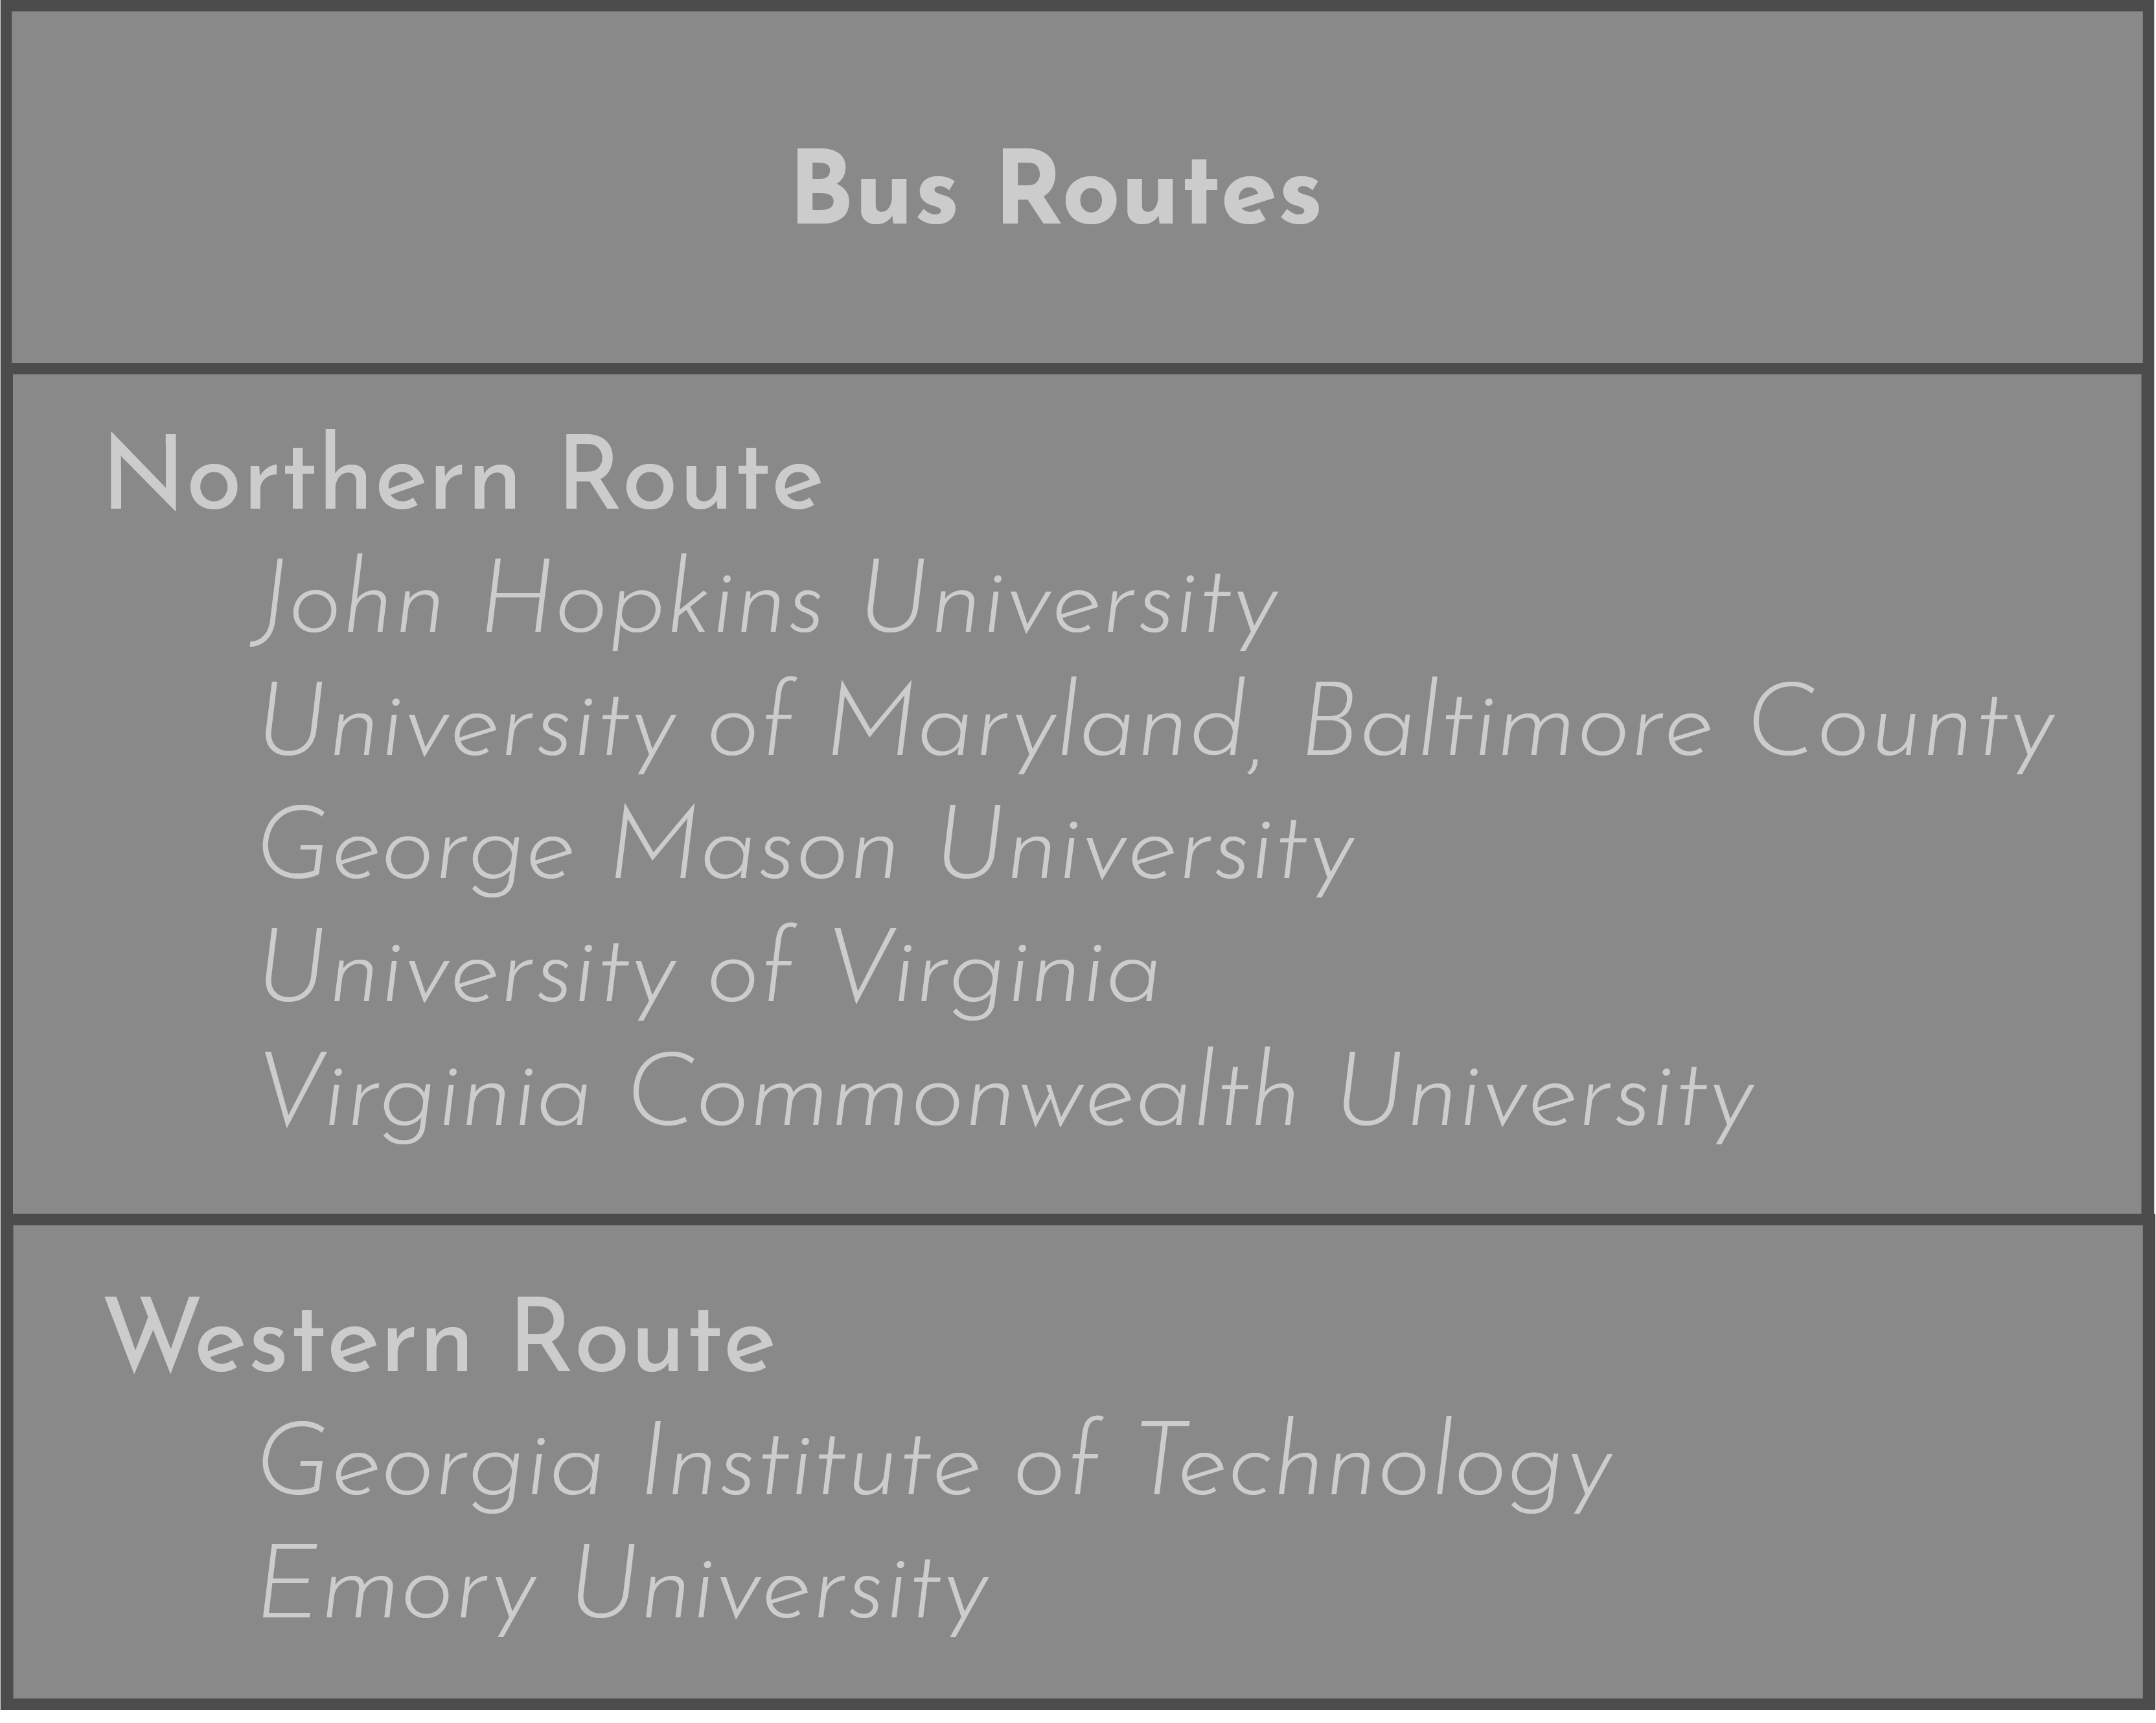 Bus Routes
Northern Route
John Hopkins University
University of Maryland, Baltimore County
George Mason University
University of Virginia
Virginia Commonwealth University
Western Route
Georgia Institute of Technology
Emory University